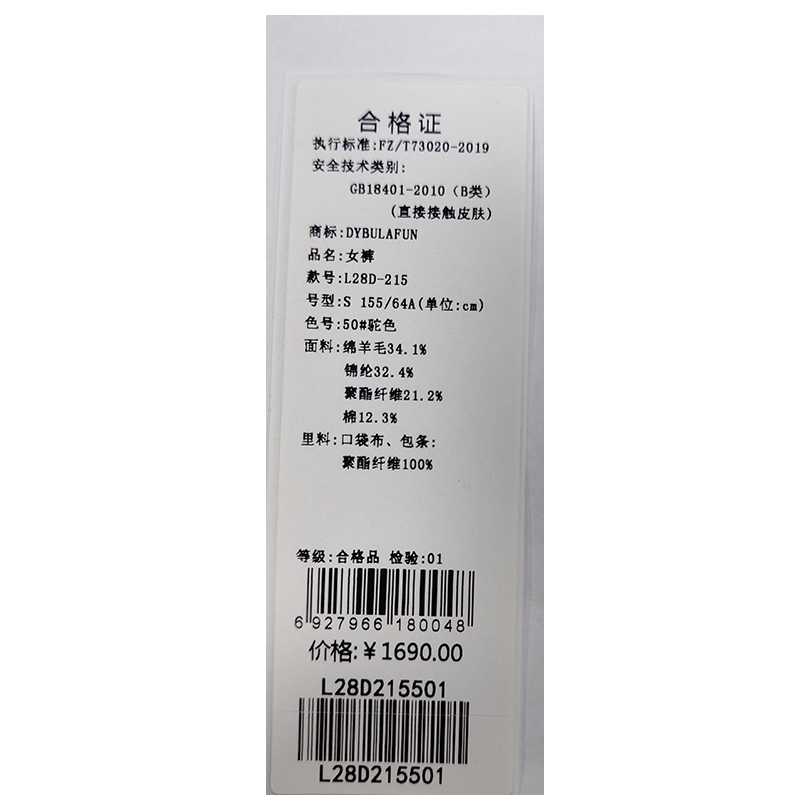 合格证
执行标准:FZ/T73020-2019
安全技术类别:
GB18401-2010（B类）
(直接接触皮肤)
商标:DYBULAFUN
品名:女裤
款号:L28D-215
号型:S 155/64A(单位:cm)
色号:50#驼色
面料:绵羊毛34.1%
锦纶32.4%
聚酯纤维21.2%
棉12.3%
里料:口袋布、包条:
聚酯纤维100%
等级:合格品 检验:01
6 927966 180048
价格:￥1690.00
L28D215501
L28D215501